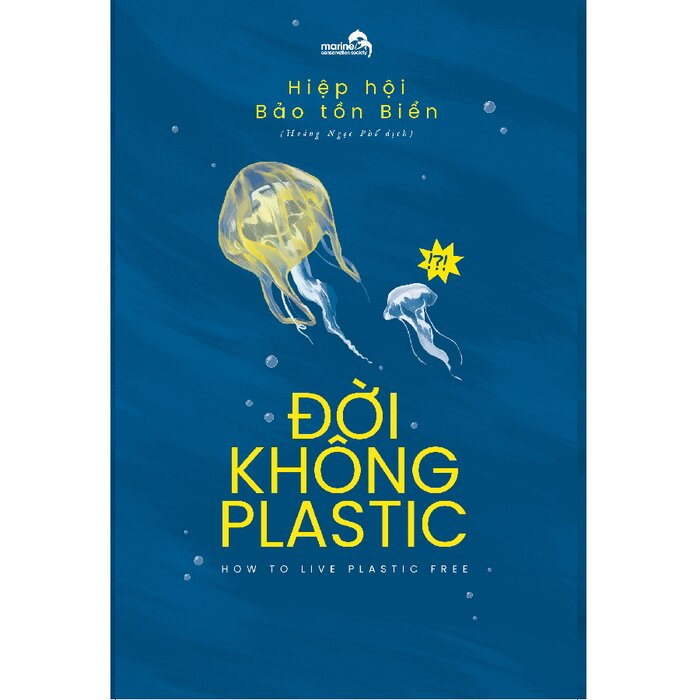 marine
conservation society
Hiệp hội
Bảo tồn Biển
(Hoàng Ngọc Phố dịch)
!?!
ĐỜI
KHÔNG
PLASTIC
HOW TO LIVE PLASTIC FREE